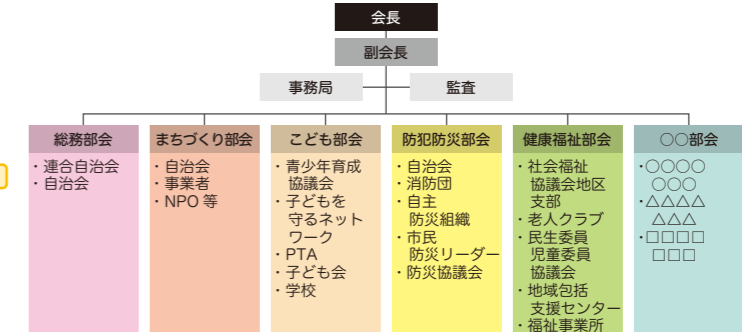 会長
副会長
事務局
監査
総務部会
・連合自治会
・自治会
まちづくり部会
・自治会
・事業者
・NPO 等
こども部会
・青少年育成
協議会
・子どもを
守るネット
ワーク
・PTA
・子ども会
・学校
防犯防災部会
・自治会
・消防団
・自主
防災組織
・市民
防災リーダー
・防災協議会
健康福祉部会
・社会福祉
協議会地区
支部
・老人クラブ
・民生委員
児童委員
協議会
・地域包括
支援センター
・福祉事業所
○○部会
・○○○○
○○○
・△△△△
△△△
・□□□□
□□□